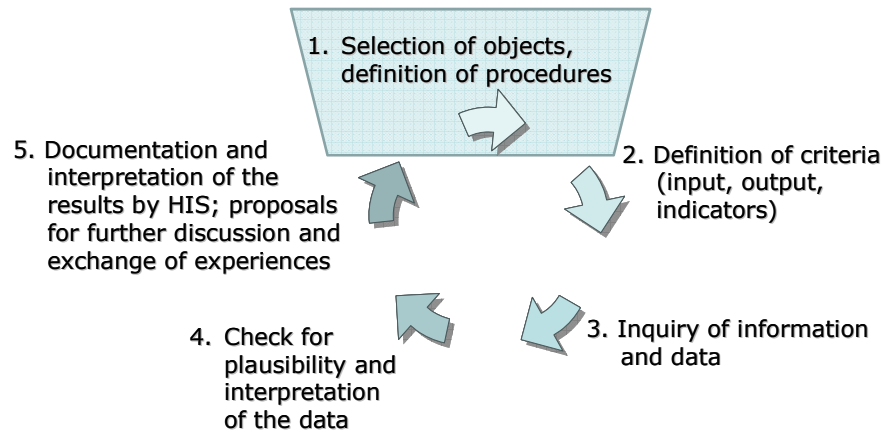 1. Selection of objects,
definition of procedures
2. Definition of criteria
(input, output,
indicators)
3. Inquiry of information
and data
4. Check for
plausibility and
interpretation
of the data
5. Documentation and
interpretation of the
results by HIS; proposals
for further discussion and
exchange of experiences